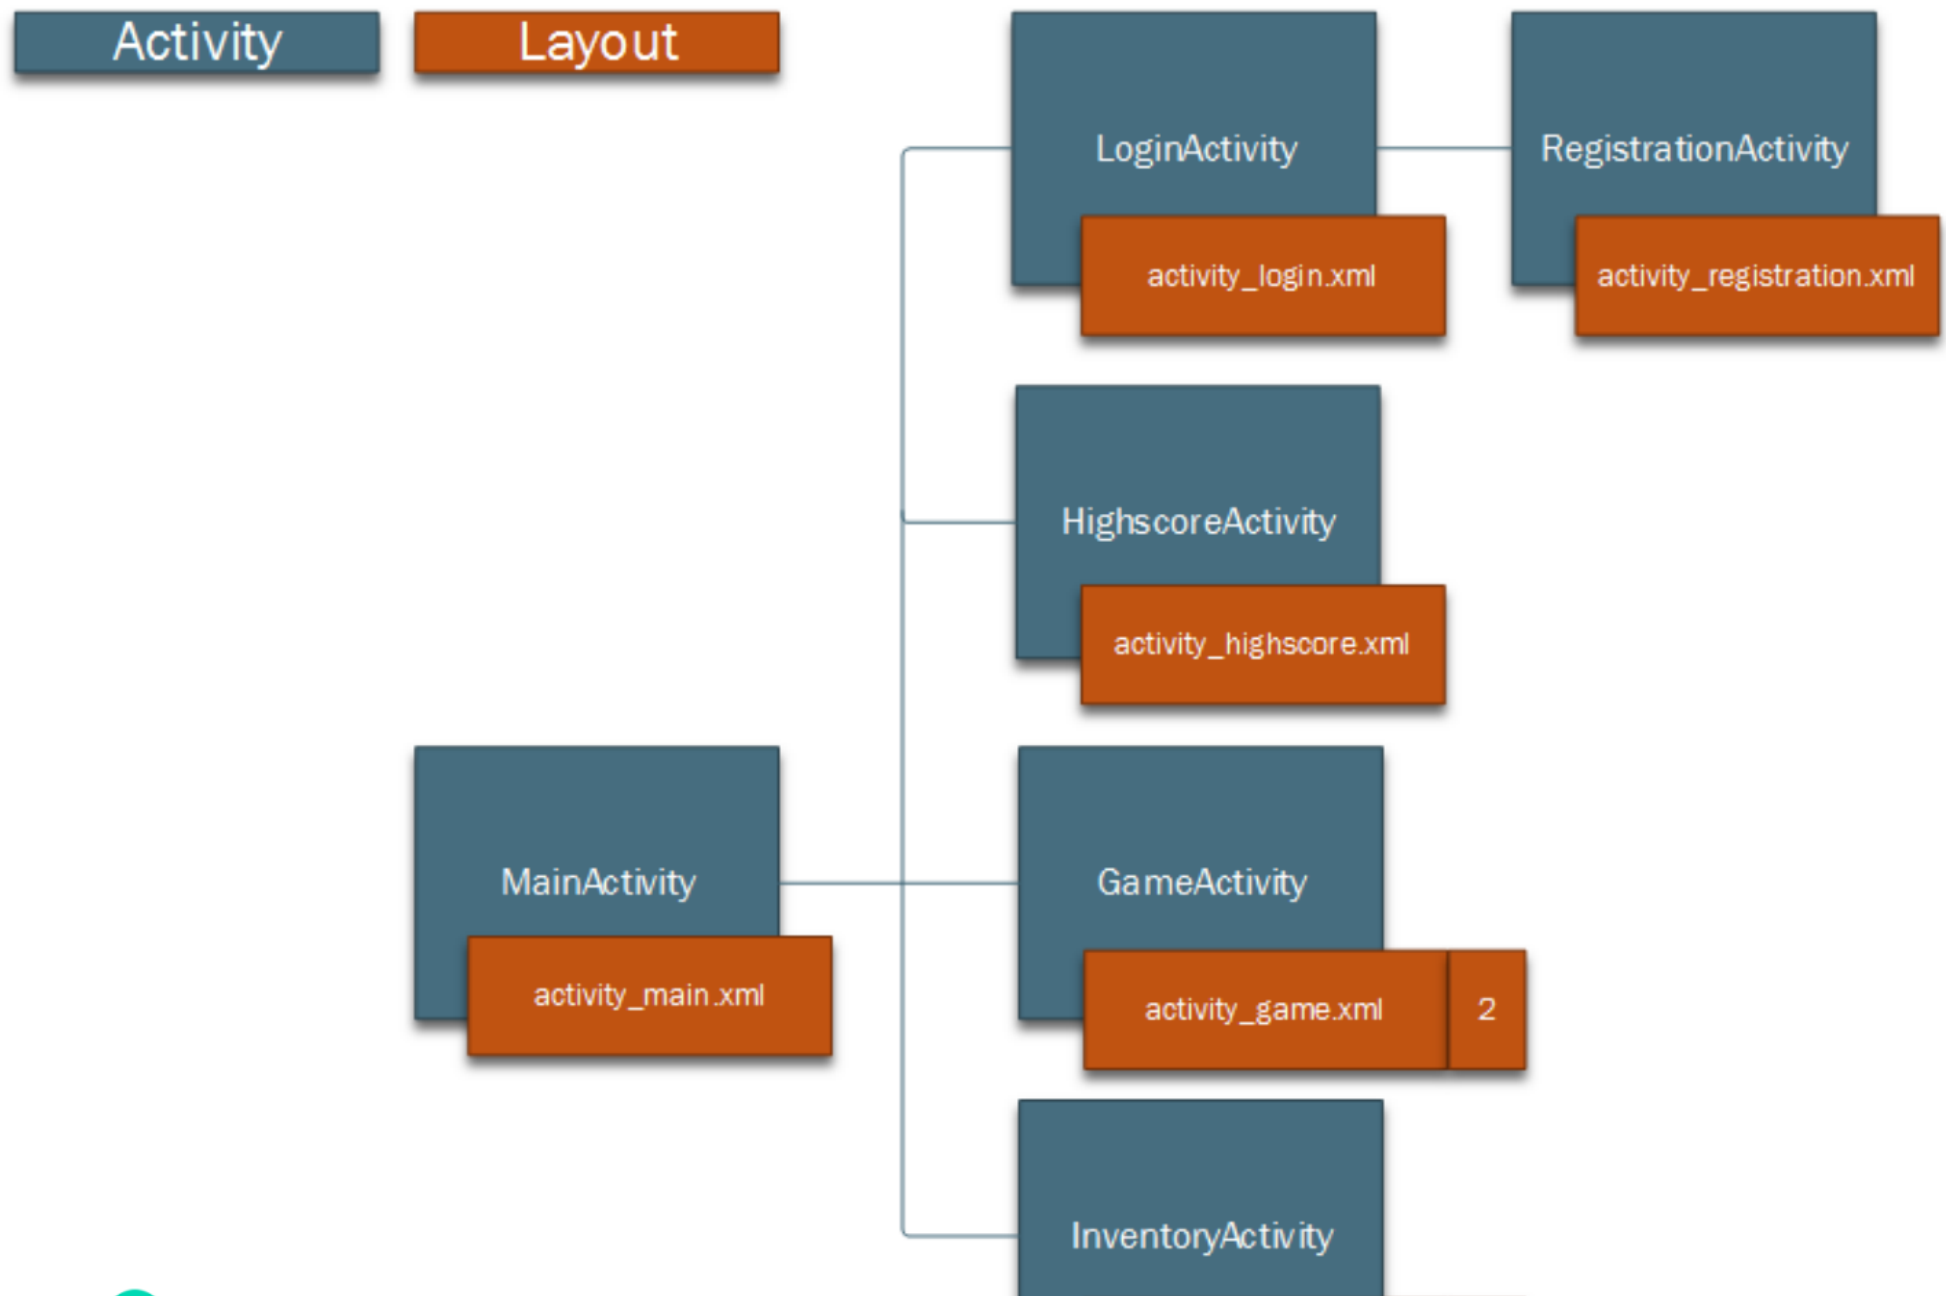 Activity
Layout
LoginActivity
RegistrationActivity
activity_login.xml
activity_registration.xml
HighscoreActivity
activity_highscore.xml
MainActivity
GameActivity
activity_main.xml
activity_game.xml
2
InventoryActivity